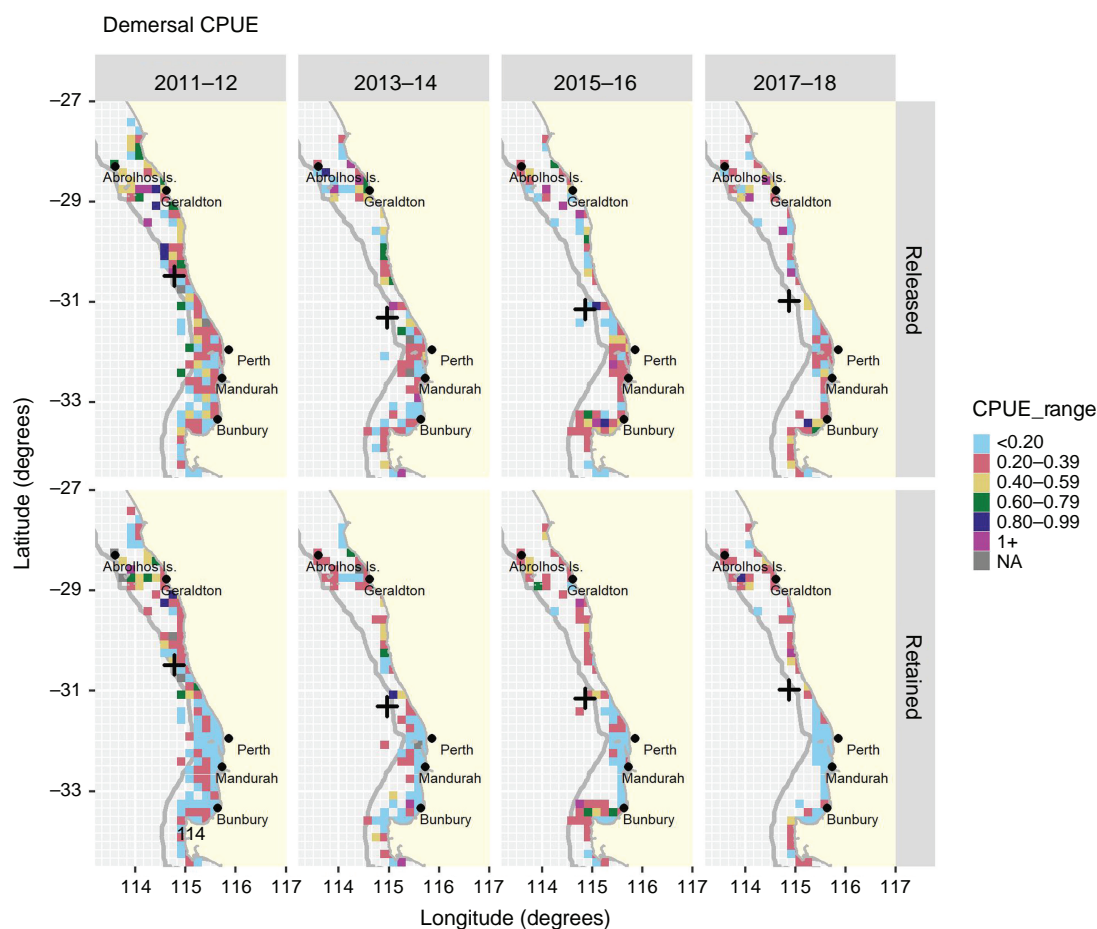 Demersal CPUE
2011–12 2013–14 2015–16 2017–18
–27
–29
–31
–33
Abrolhos Is.
Geraldton
Perth
Mandurah
Bunbury
Abrolhos Is.
Geraldton
Perth
Mandurah
Bunbury
Abrolhos Is.
Geraldton
Perth
Mandurah
Bunbury
Abrolhos Is.
Geraldton
Perth
Mandurah
Bunbury
Released
–27
–29
–31
–33
Abrolhos Is.
Geraldton
Perth
Mandurah
Bunbury
114
Abrolhos Is.
Geraldton
Perth
Mandurah
Bunbury
Abrolhos Is.
Geraldton
Perth
Mandurah
Bunbury
Abrolhos Is.
Geraldton
Perth
Mandurah
Bunbury
Retained
114 115 116 117 114 115 116 117 114 115 116 117 114 115 116 117
Longitude (degrees)
Latitude (degrees)
CPUE_range
<0.20
0.20–0.39
0.40–0.59
0.60–0.79
0.80–0.99
1+
NA